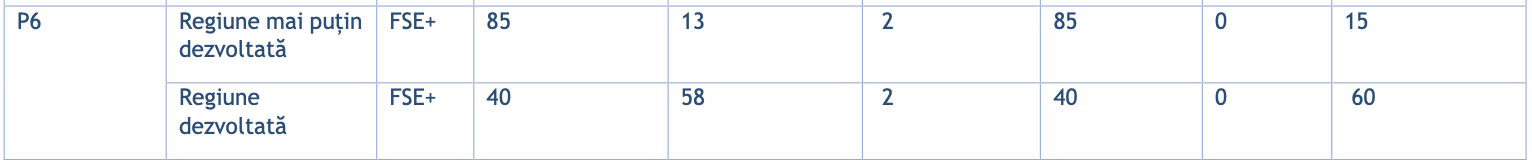 P6 Regiune mai puțin FSE+ 85 13 2 85 0 15
dezvoltată
Regiune FSE+ 40 58 2 40 0 60
dezvoltată